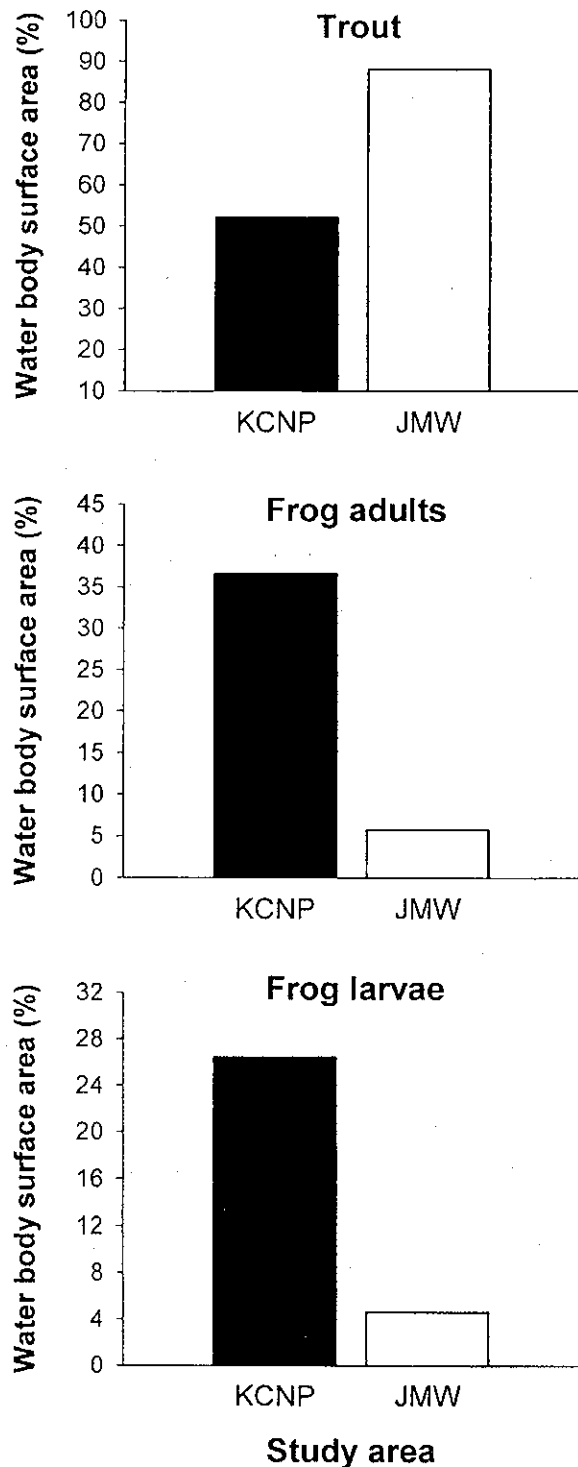 Trout
Water body surface area (%)
100
90
80
70
60
50
40
30
20
10
KCNP JMW
Frog adults
Water body surface area (%)
45
40
35
30
25
20
15
10
5
0
KCNP JMW
Frog larvae
Water body surface area (%)
32
28
24
20
16
12
8
4
0
KCNP JMW
Study area